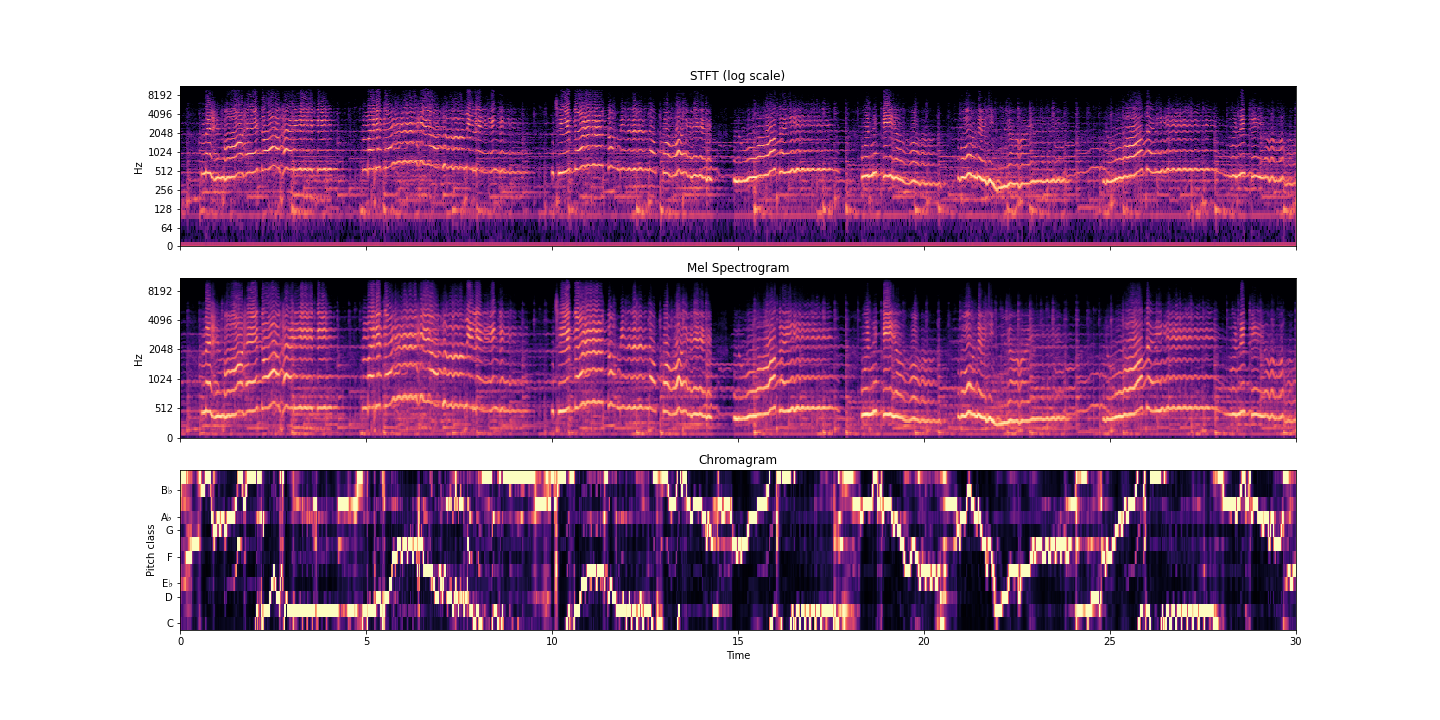 STFT (log scale)
Hz
8192
4096
2048
1024
512
256
128
64
0
Mel Spectrogram
Hz
8192
4096
2048
1024
512
0
Chromagram
Pitch class
B♭
A♭
G
F
E♭
D
C
0 5 10 15 20 25 30
Time